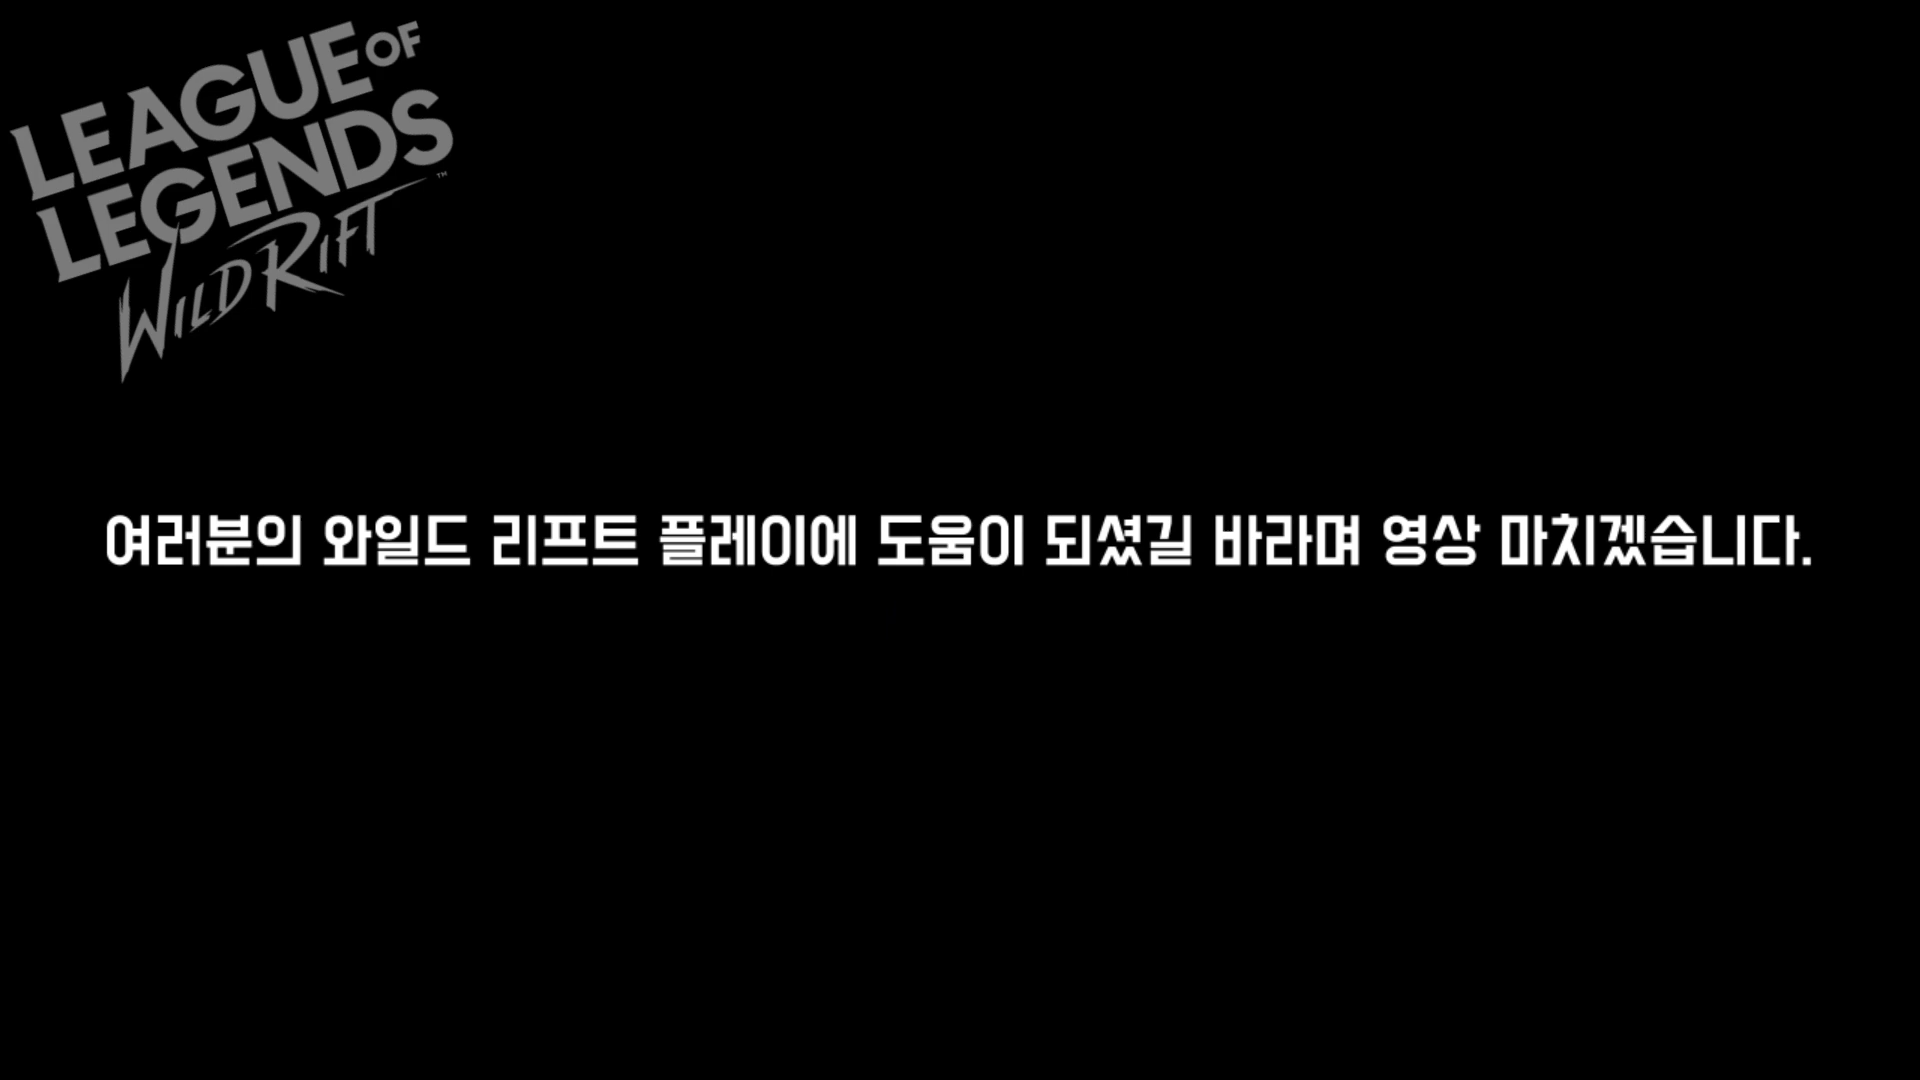 LEAGUE OF
LEGENDS
WILD RIFT™
여러분의 와일드 리프트 플레이에 도움이 되셨길 바라며 영상 마치겠습니다.